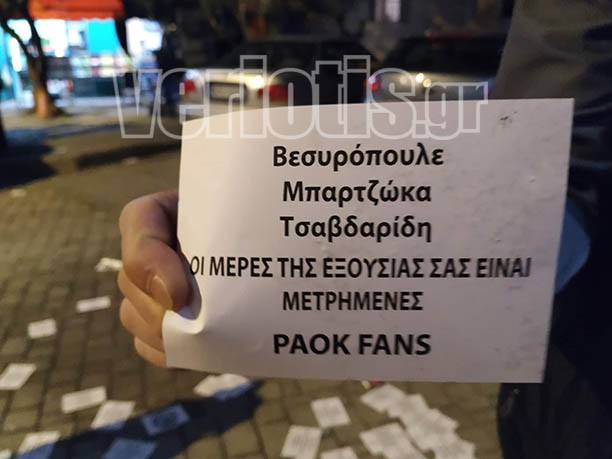 veriotis.gr
Βεσυρόπουλε
Μπαρτζώκα
Τσαβδαρίδη
ΟΙ ΜΕΡΕΣ ΤΗΣ ΕΞΟΥΣΙΑΣ ΣΑΣ ΕΙΝΑΙ
ΜΕΤΡΗΜΕΝΕΣ
PAOK FANS